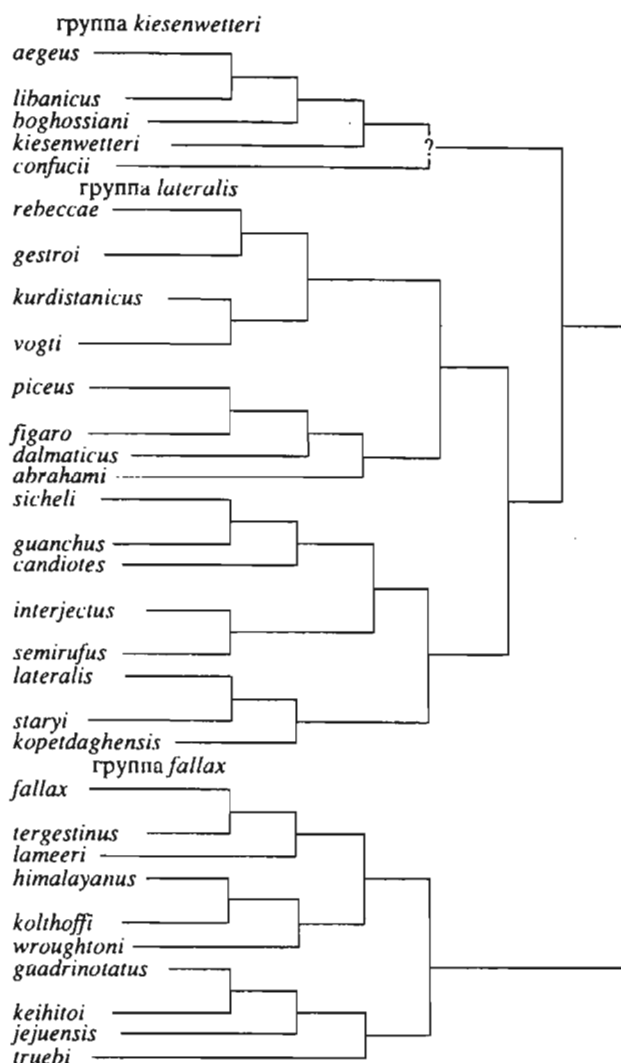 группа kiesenwetteri
aegeus
libanicus
boghossiani
kiesenwetteri
confucii
?
группа lateralis
rebeccae
gestroi
kurdistanicus
vogti
piceus
figaro
dalmaticus
abrahami
sicheli
guanchus
candiotes
interjectus
semirufus
lateralis
staryi
kopetdaghensis
группа fallax
fallax
tergestinus
lameeri
himalayanus
kolthoffi
wroughtoni
guadrinotatus
keihitoi
jejuensis
truebi